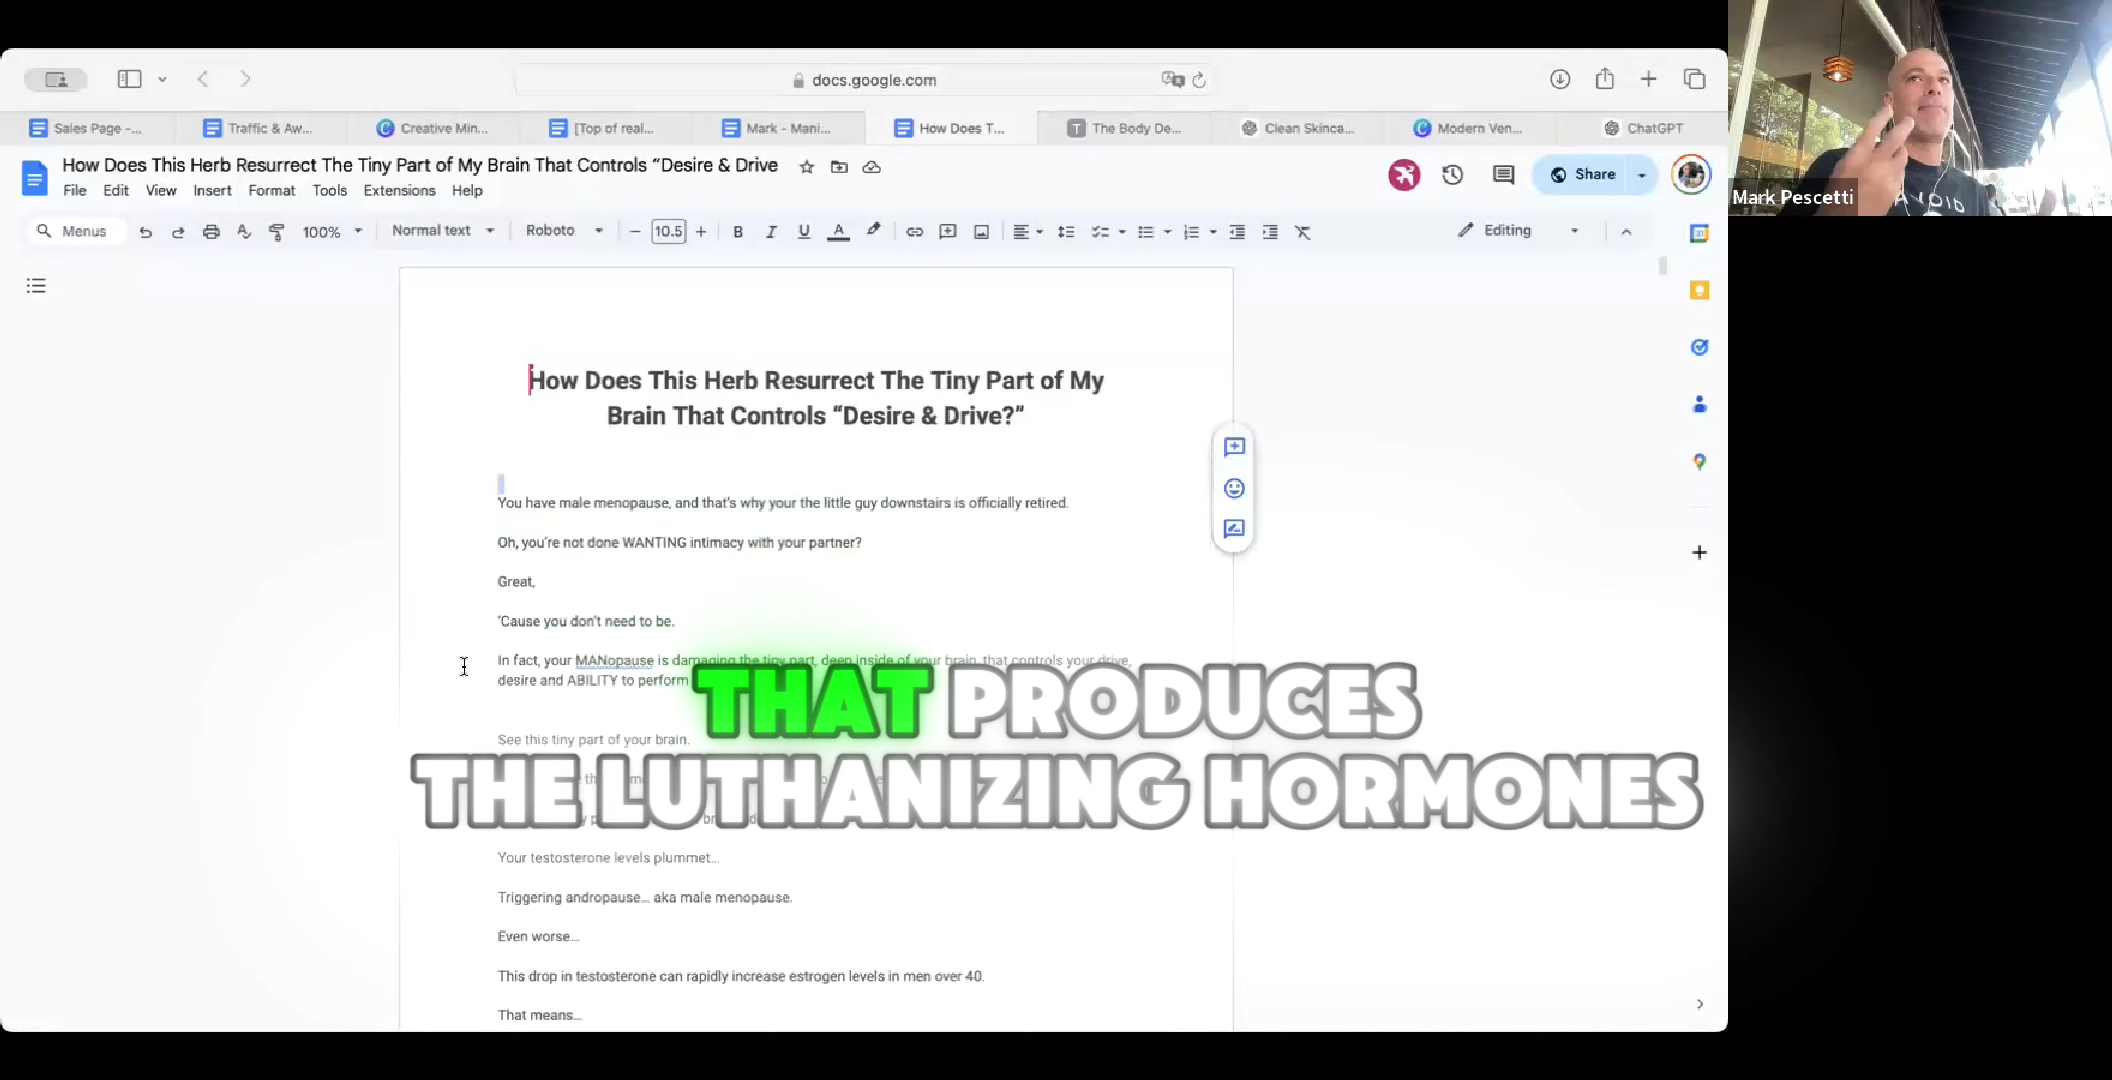 docs.google.com
Sales Page -...
Traffic & Aw...
Creative Min...
[Top of real...
Mark - Mani...
How Does T...
The Body De...
Clean Skinca...
Modern Ven...
ChatGPT
How Does This Herb Resurrect The Tiny Part of My Brain That Controls “Desire & Drive
File Edit View Insert Format Tools Extensions Help
Share
Mark Pescetti
AVOID
Menus
100%
Normal text
Roboto
10.5
Editing
How Does This Herb Resurrect The Tiny Part of My
Brain That Controls “Desire & Drive?”
You have male menopause, and that’s why your the little guy downstairs is officially retired.
Oh, you’re not done WANTING intimacy with your partner?
Great,
‘Cause you don’t need to be.
In fact, your MANopause is damaging the tiny part, deep inside of your brain, that controls your drive,
desire and ABILITY to perform
THAT PRODUCES
See this tiny part of your brain.
THE LUTHANIZING HORMONES
Your testosterone levels plummet...
Triggering andropause... aka male menopause.
Even worse...
This drop in testosterone can rapidly increase estrogen levels in men over 40.
That means...